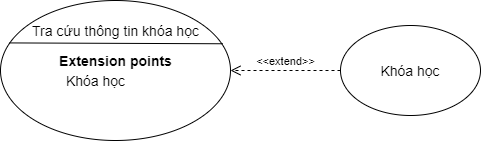 Tra cứu thông tin khóa học
Extension points
Khóa học
<<extend>>
Khóa học